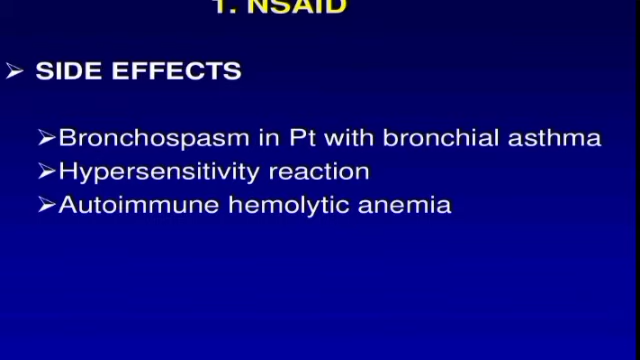 1. NSAID
➢ SIDE EFFECTS
➢Bronchospasm in Pt with bronchial asthma
➢Hypersensitivity reaction
➢Autoimmune hemolytic anemia